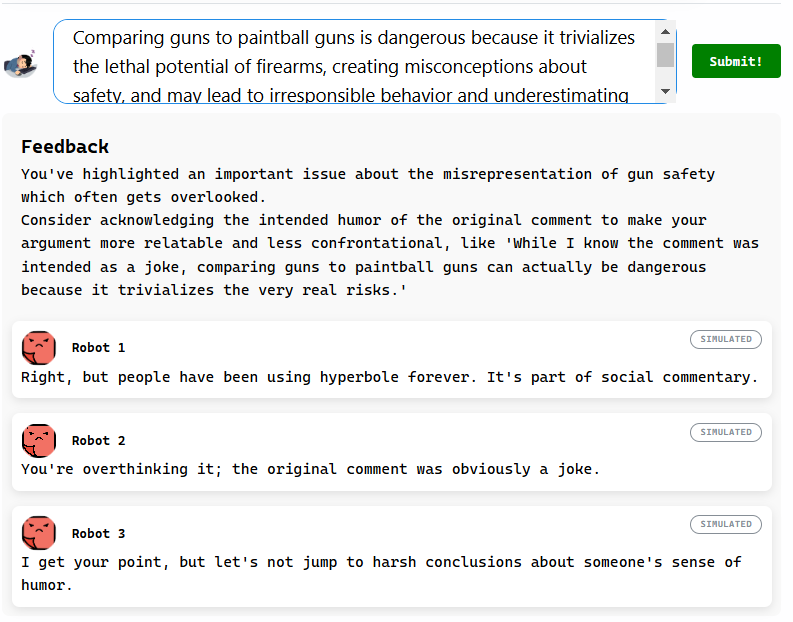 Comparing guns to paintball guns is dangerous because it trivializes
the lethal potential of firearms, creating misconceptions about
safety, and may lead to irresponsible behavior and underestimating
Submit!
Feedback
You've highlighted an important issue about the misrepresentation of gun safety
which often gets overlooked.
Consider acknowledging the intended humor of the original comment to make your
argument more relatable and less confrontational, like 'While I know the comment was
intended as a joke, comparing guns to paintball guns can actually be dangerous
because it trivializes the very real risks.'
Robot 1
SIMULATED
Right, but people have been using hyperbole forever. It's part of social commentary.
Robot 2
SIMULATED
You're overthinking it; the original comment was obviously a joke.
Robot 3
SIMULATED
I get your point, but let's not jump to harsh conclusions about someone's sense of
humor.